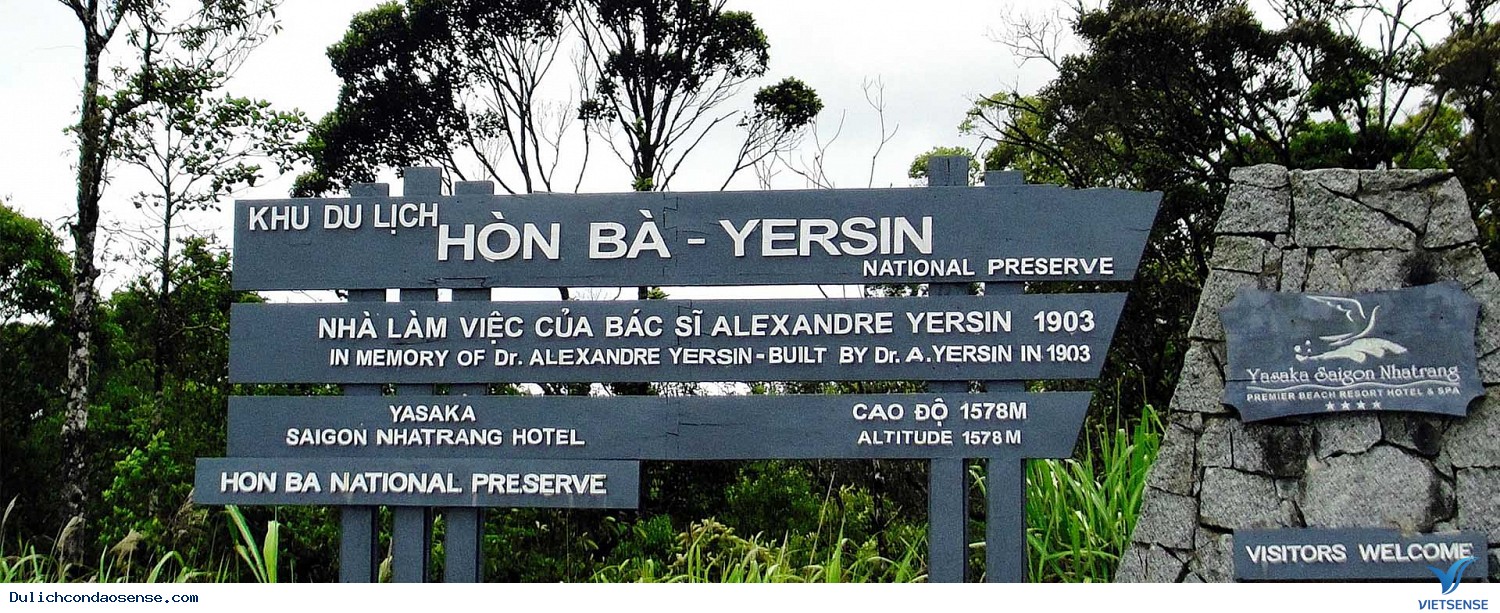 KHU DU LỊCH
HÒN BÀ - YERSIN
NATIONAL PRESERVE
NHÀ LÀM VIỆC CỦA BÁC SĨ ALEXANDRE YERSIN 1903
IN MEMORY OF Dr. ALEXANDRE YERSIN - BUILT BY Dr. A. YERSIN IN 1903
YASAKA
SAIGON NHATRANG HOTEL
CAO ĐỘ 1578M
ALTITUDE 1578 M
HON BA NATIONAL PRESERVE
Yasaka Saigon Nhatrang
PREMIER BEACH RESORT HOTEL & SPA
VISITORS WELCOME
Dulichcondaosense.com
VIETSENSE